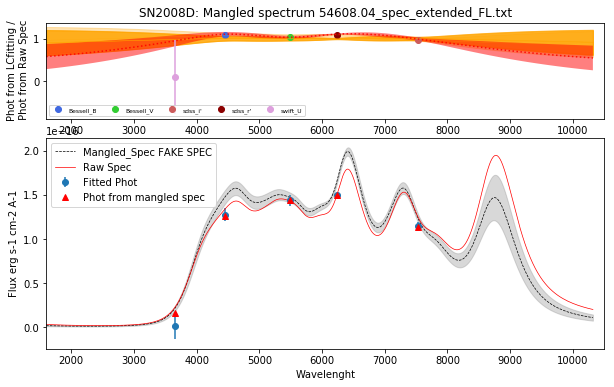 SN2008D: Mangled spectrum 54608.04_spec_extended_FL.txt
Phot from LCfitting /
Phot from Raw Spec
1
0
Bessell_B
Bessell_V
sdss_i'
sdss_r'
swift_U
2000 3000 4000 5000 6000 7000 8000 9000 10000
Mangled_Spec FAKE SPEC
Raw Spec
Fitted Phot
Phot from mangled spec
Flux erg s-1 cm-2 A-1
2.0
1.5
1.0
0.5
0.0
2000 3000 4000 5000 6000 7000 8000 9000 10000
Wavelenght